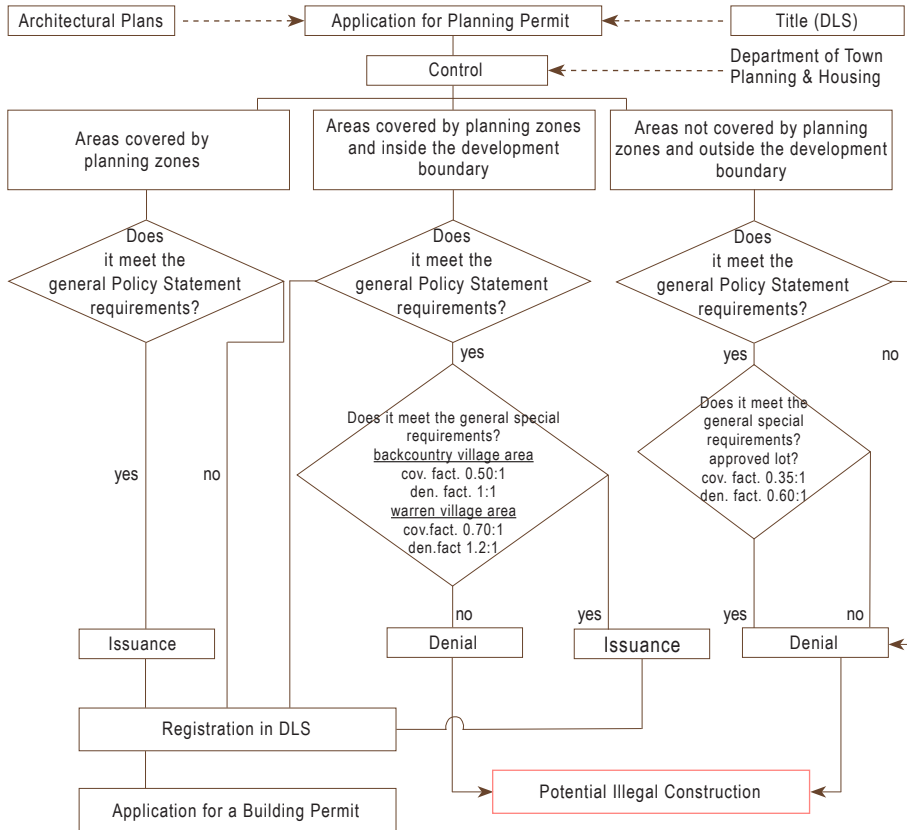 Architectural Plans
Application for Planning Permit
Title (DLS)
Control
Department of Town
Planning & Housing
Areas covered by
planning zones
Areas covered by planning zones
and inside the development
boundary
Areas not covered by planning
zones and outside the development
boundary
Does
it meet the
general Policy Statement
requirements?
Does
it meet the
general Policy Statement
requirements?
Does
it meet the
general Policy Statement
requirements?
yes
yes
no
Does it meet the general special
requirements?
backcountry village area
cov. fact. 0.50:1
den. fact. 1:1
warren village area
cov.fact. 0.70:1
den.fact 1.2:1
Does it meet the
general special
requirements?
approved lot?
cov. fact. 0.35:1
den. fact. 0.60:1
yes
no
no
yes
yes
no
Issuance
Denial
Issuance
Denial
Registration in DLS
Potential Illegal Construction
Application for a Building Permit